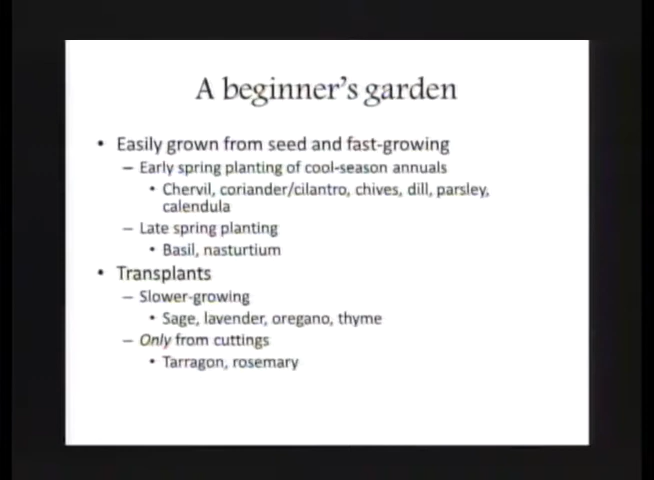 A beginner's garden
• Easily grown from seed and fast-growing
– Early spring planting of cool-season annuals
• Chervil, coriander/cilantro, chives, dill, parsley,
calendula
– Late spring planting
• Basil, nasturtium
• Transplants
– Slower-growing
• Sage, lavender, oregano, thyme
– Only from cuttings
• Tarragon, rosemary